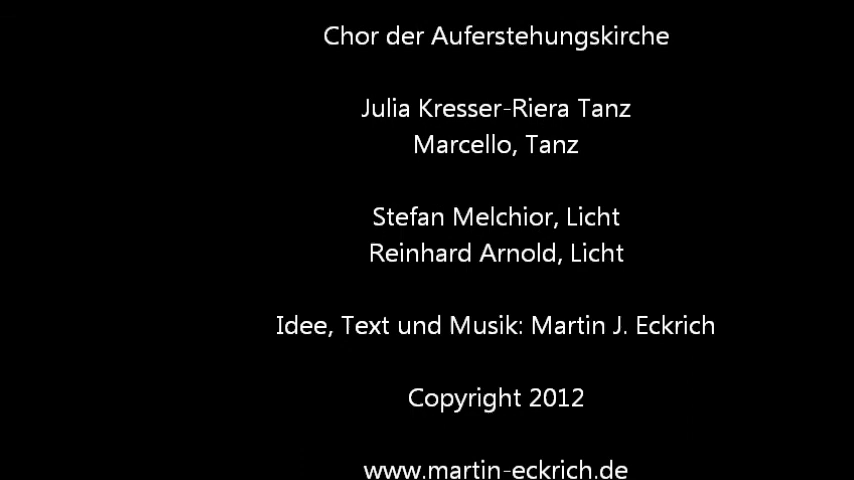 Chor der Auferstehungskirche
Julia Kresser-Riera Tanz
Marcello, Tanz
Stefan Melchior, Licht
Reinhard Arnold, Licht
Idee, Text und Musik: Martin J. Eckrich
Copyright 2012
www.martin-eckrich.de